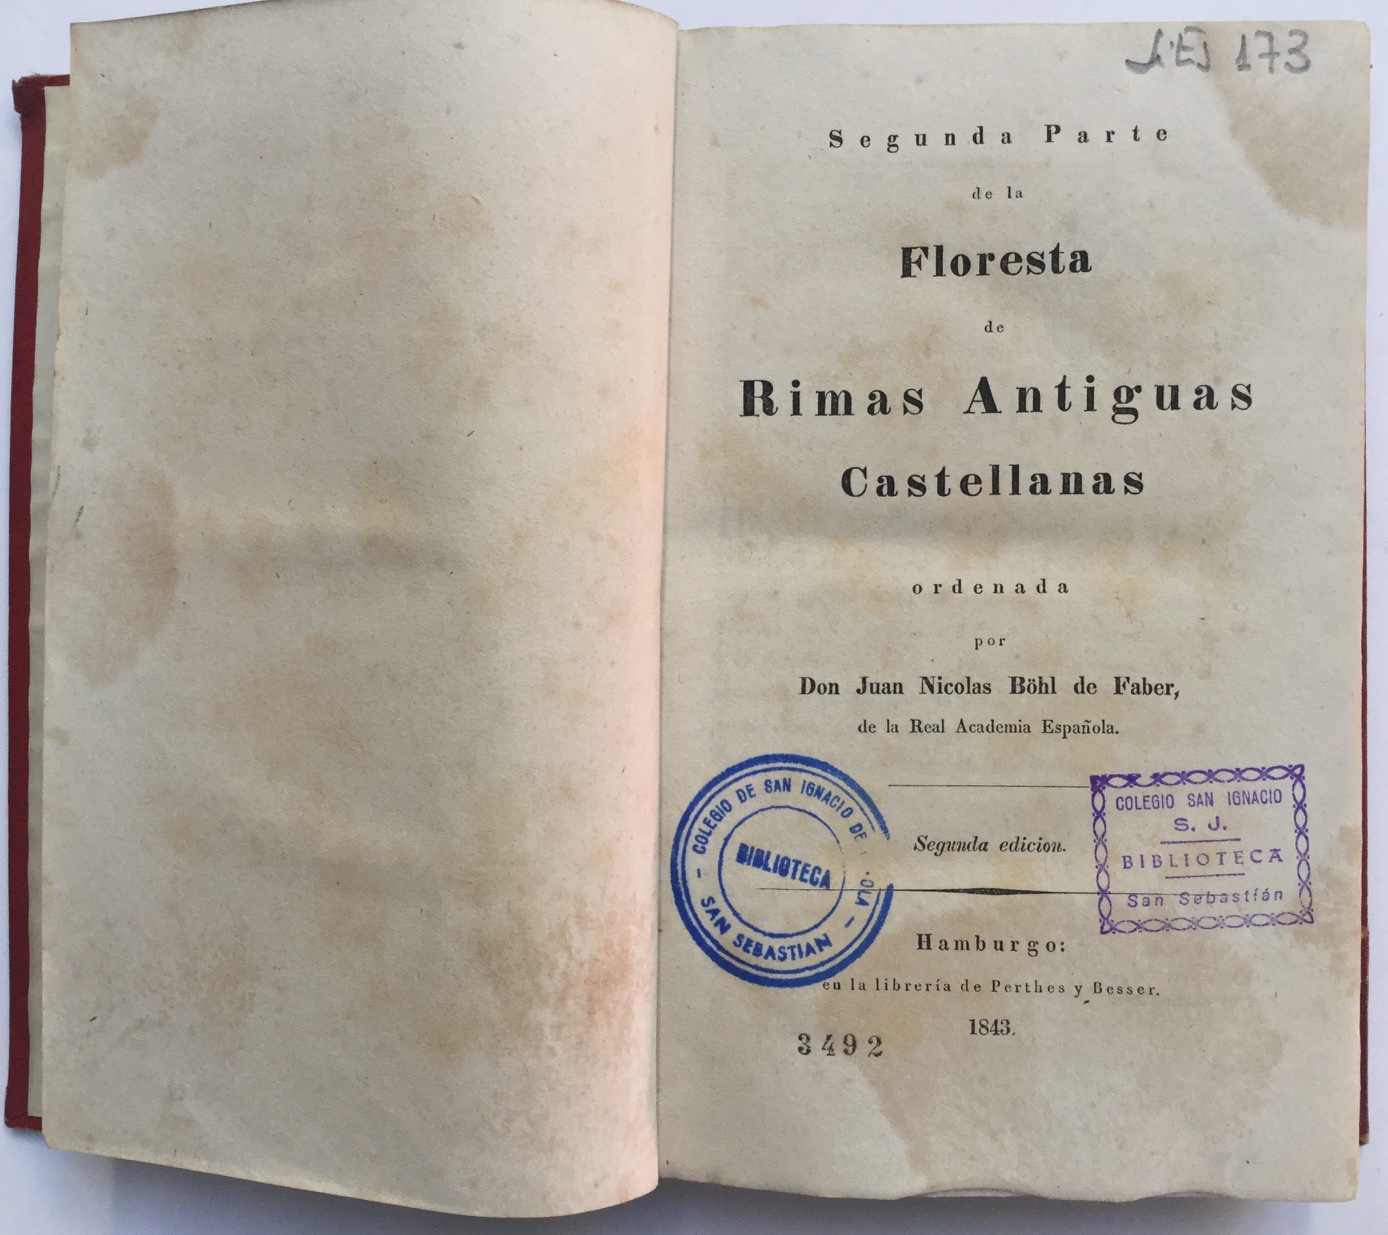 173
Segunda Parte
de la
Floresta
de
Rimas Antiguas
Castellanas
ordenada
por
Don Juan Nicolas Böhl de Faber,
de la Real Academia Española.
COLEGIO DE SAN IGNACIO DE
BIBLIOTECA
SAN SEBASTIAN
Segunda edicion.
COLEGIO SAN IGNACIO
S. J.
BIBLIOTECA
San Sebastián
Hamburgo:
en la librería de Perthes y Besser.
1843.
3492